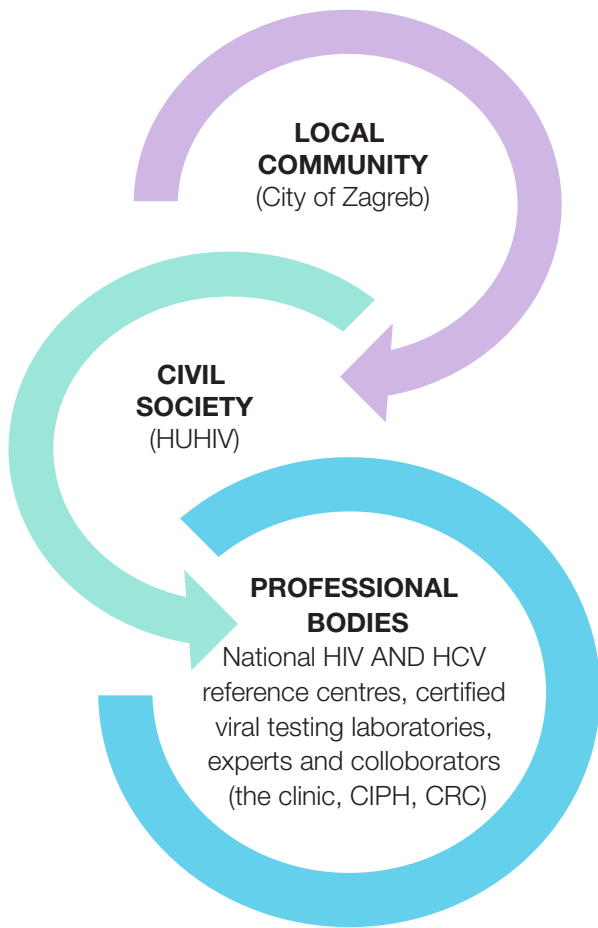 LOCAL
COMMUNITY
(City of Zagreb)
CIVIL
SOCIETY
(HUHIV)
PROFESSIONAL
BODIES
National HIV AND HCV
reference centres, certified
viral testing laboratories,
experts and colloborators
(the clinic, CIPH, CRC)